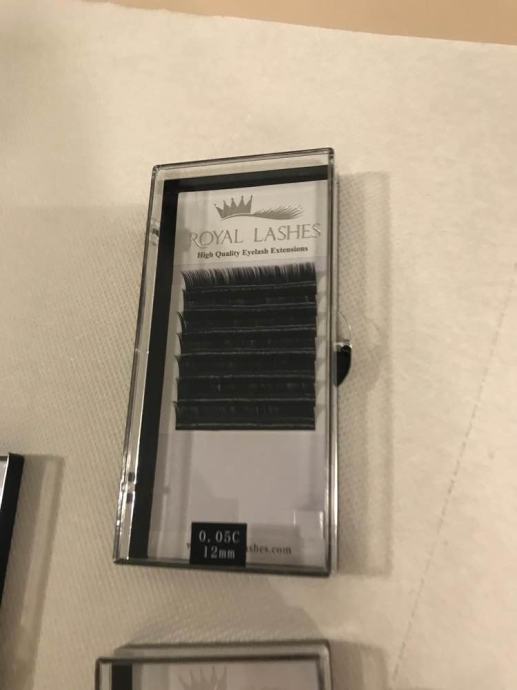 ROYAL LASHES
High Quality Eyelash Extensions
0.05C
12mm